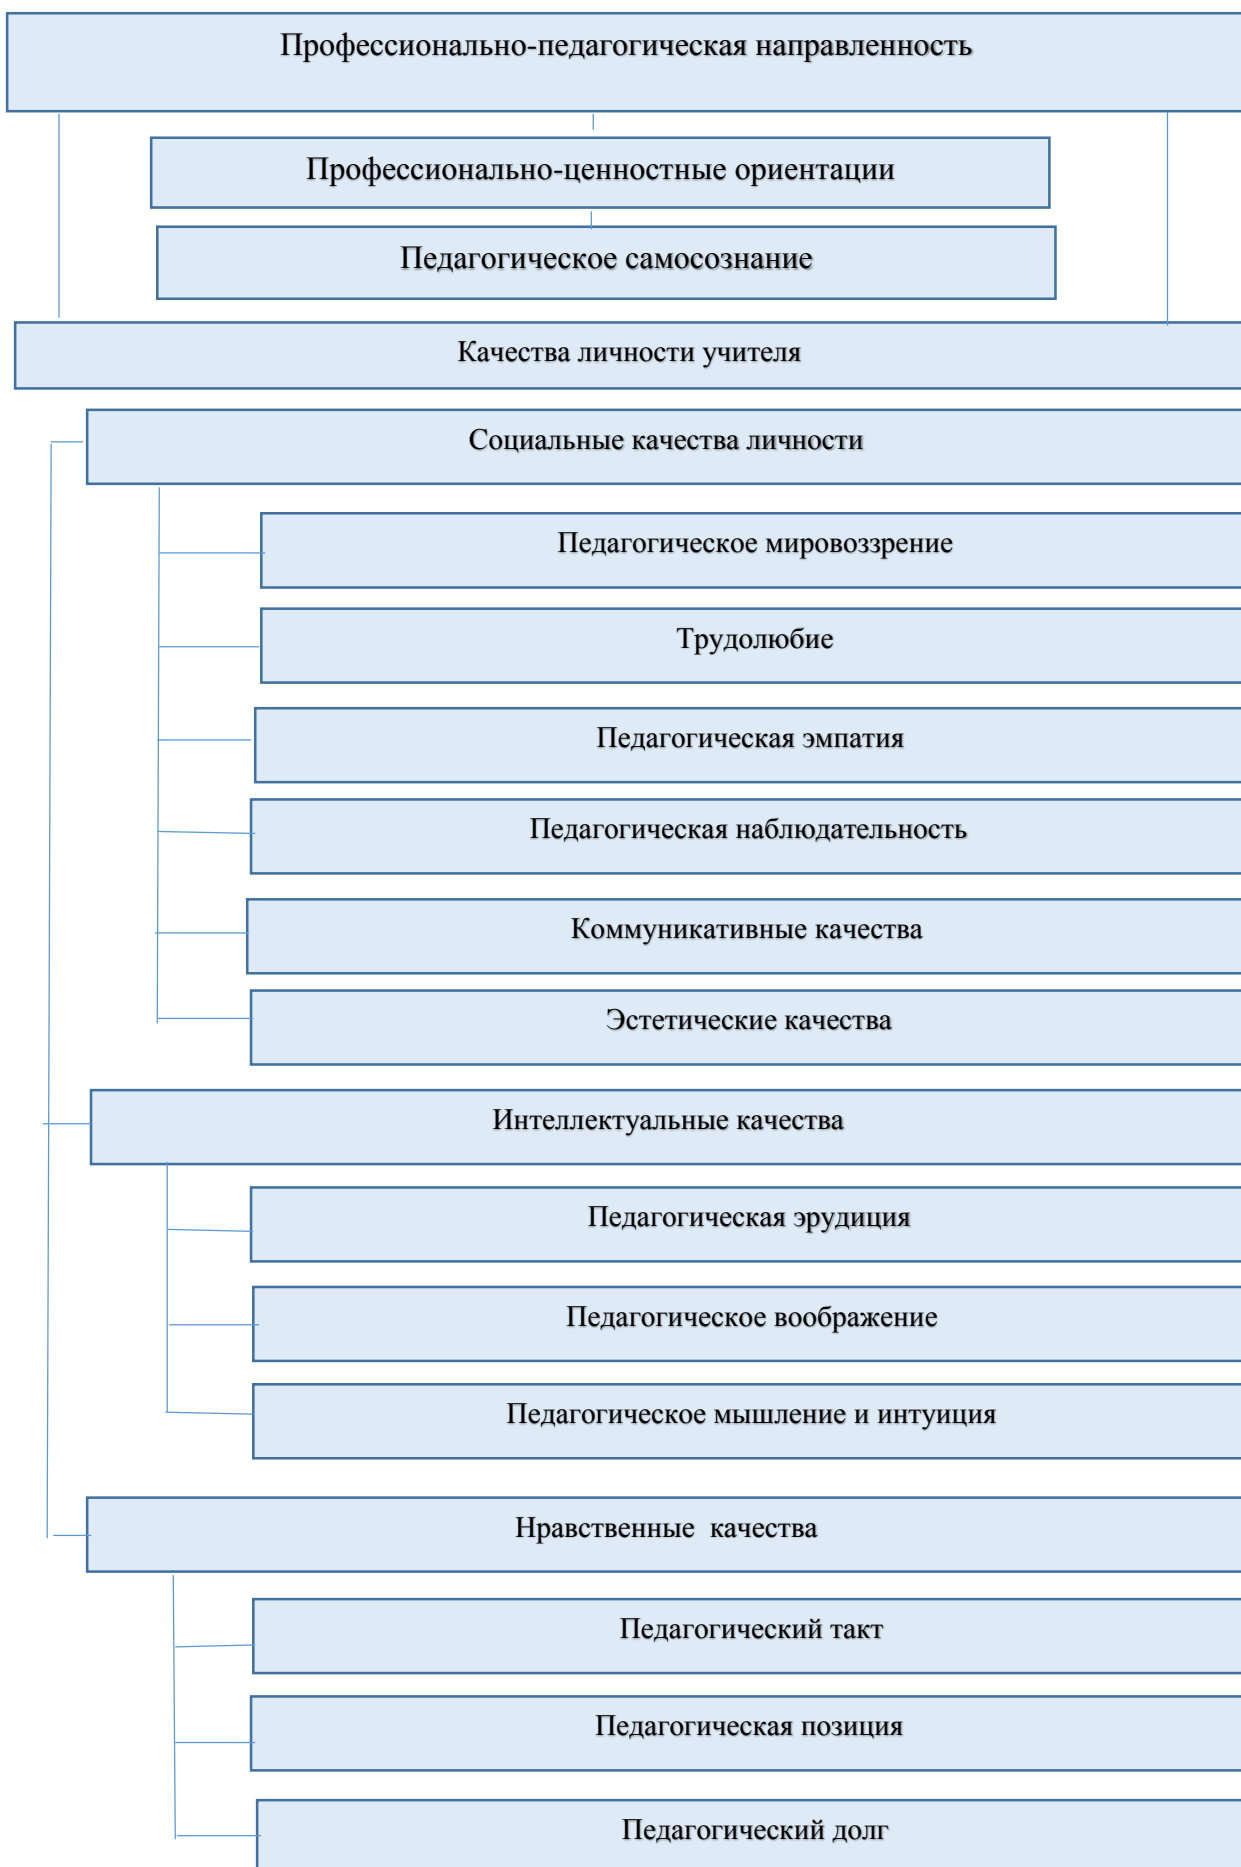 Профессионально-педагогическая направленность
Профессионально-ценностные ориентации
Педагогическое самосознание
Качества личности учителя
Социальные качества личности
Педагогическое мировоззрение
Трудолюбие
Педагогическая эмпатия
Педагогическая наблюдательность
Коммуникативные качества
Эстетические качества
Интеллектуальные качества
Педагогическая эрудиция
Педагогическое воображение
Педагогическое мышление и интуиция
Нравственные  качества
Педагогический такт
Педагогическая позиция
Педагогический долг